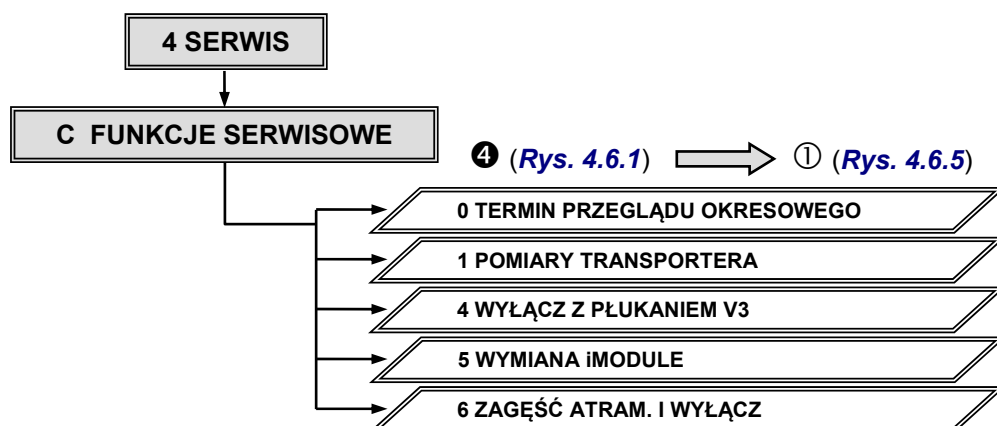 4 SERWIS
C FUNKCJE SERWISOWE
❹ (Rys. 4.6.1) ① (Rys. 4.6.5)
0 TERMIN PRZEGLĄDU OKRESOWEGO
1 POMIARY TRANSPORTERA
4 WYŁĄCZ Z PŁUKANIEM V3
5 WYMIANA iMODULE
6 ZAGĘŚĆ ATRAM. I WYŁĄCZ